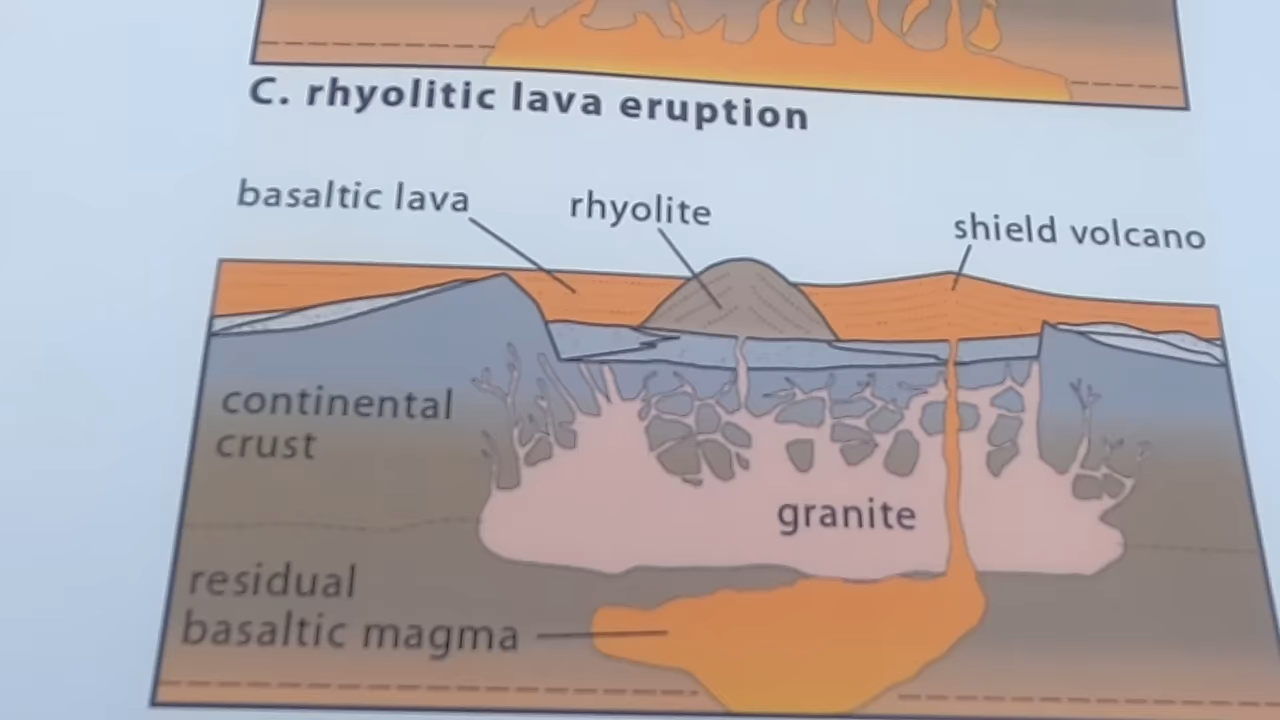 C. rhyolitic lava eruption
basaltic lava
rhyolite
shield volcano
continental
crust
granite
residual
basaltic magma